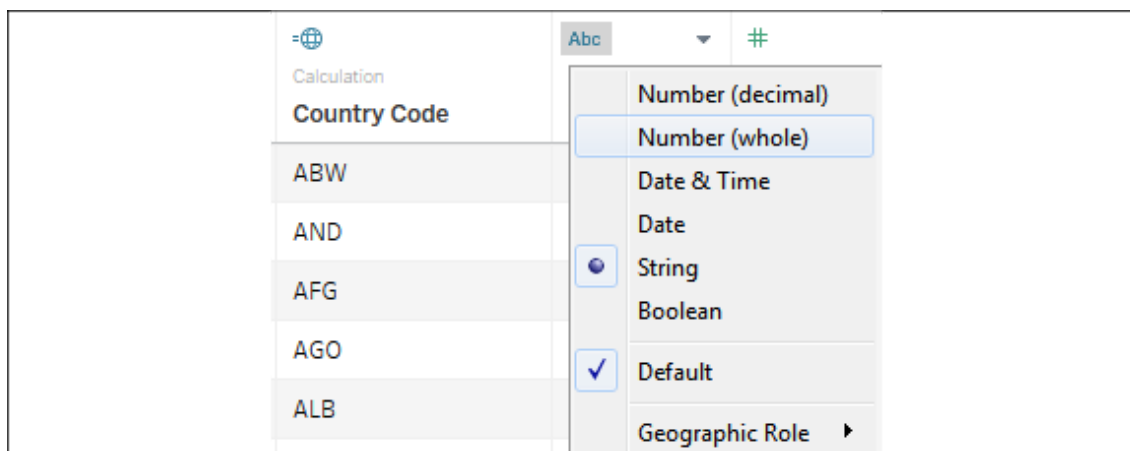 Abc
#
Calculation
Country Code
ABW
AND
AFG
AGO
ALB
Number (decimal)
Number (whole)
Date & Time
Date
String
Boolean
Default
Geographic Role